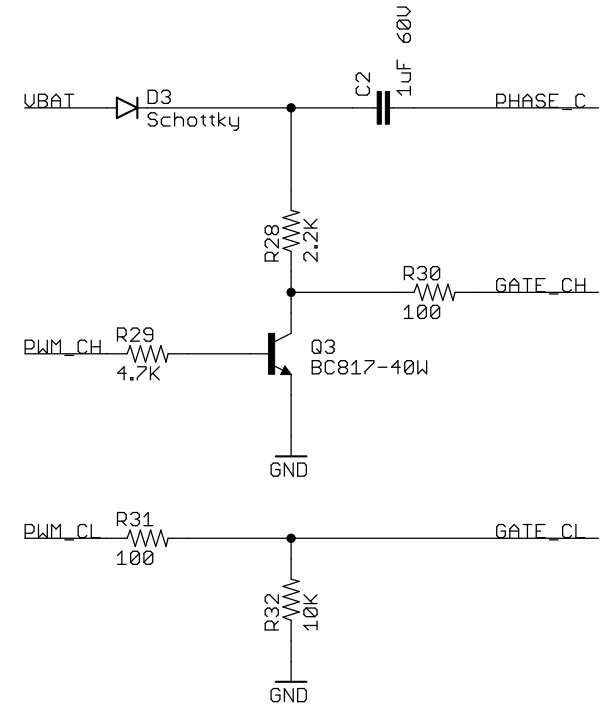 1uF 60V
C2
VBAT
D3
Schottky
PHASE_C
R28
2.2K
R30
100
GATE_CH
PWM_CH
R29
4.7K
Q3
BC817-40W
GND
PWM_CL
R31
100
GATE_CL
R32
10K
GND